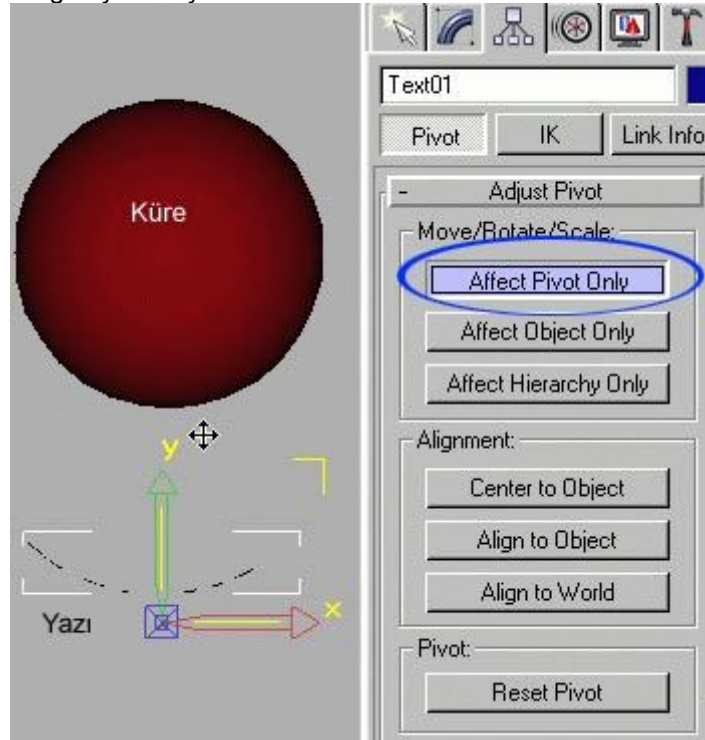 Text01
Pivot
IK
Link Info
- Adjust Pivot
Move/Rotate/Scale:
Affect Pivot Only
Affect Object Only
Affect Hierarchy Only
Alignment:
Center to Object
Align to Object
Align to World
Pivot:
Reset Pivot
Küre
y
x
Yazı